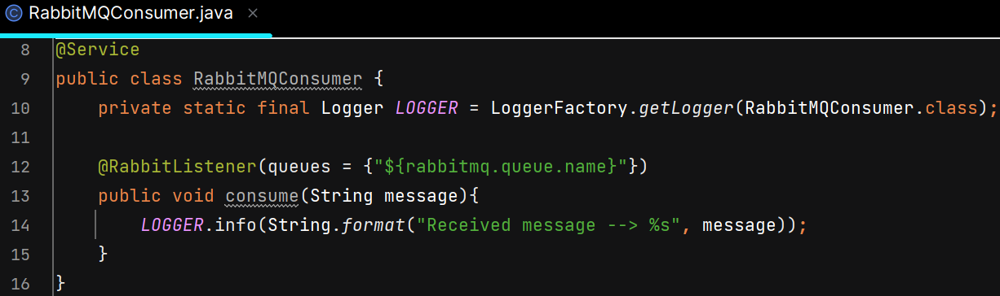 C RabbitMQConsumer.java ×
8 @Service
9 public class RabbitMQConsumer {
10 private static final Logger LOGGER = LoggerFactory.getLogger(RabbitMQConsumer.class);
11
12 @RabbitListener(queues = {"${rabbitmq.queue.name}"})
13 public void consume(String message){
14 LOGGER.info(String.format("Received message --> %s", message));
15 }
16 }